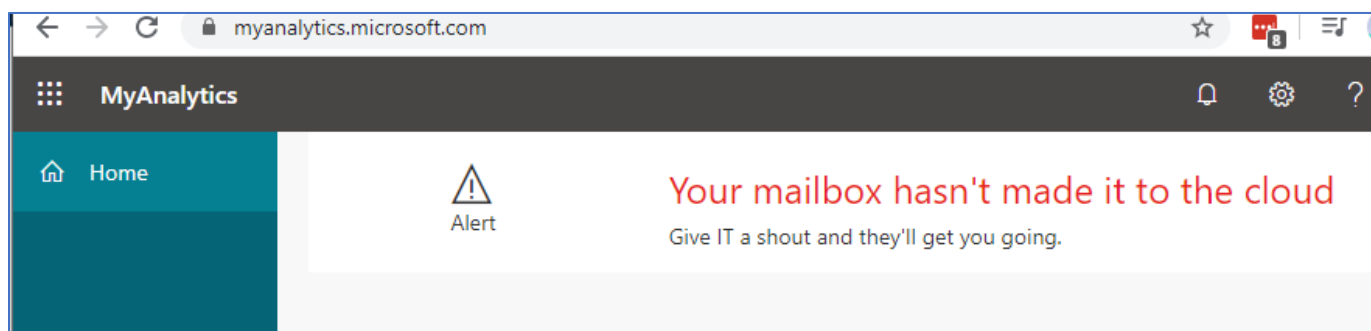 myanalytics.microsoft.com
8
MyAnalytics
?
Home
Your mailbox hasn't made it to the cloud
Alert
Give IT a shout and they'll get you going.